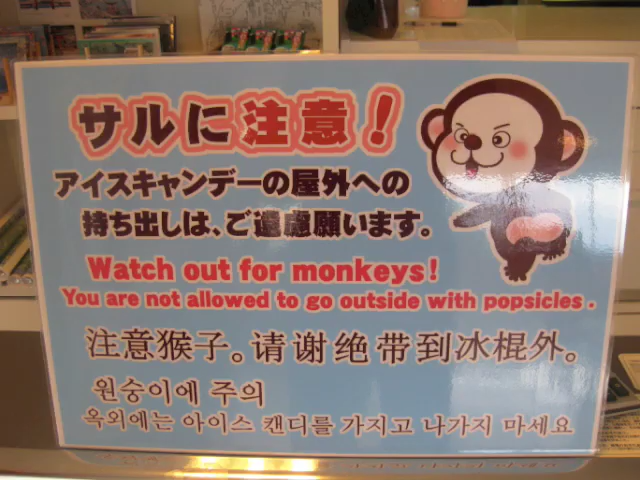 サルに注意！
アイスキャンデーの屋外への
持ち出しは、ご遠慮願います。
Watch out for monkeys!
You are not allowed to go outside with popsicles.
注意猴子。请谢绝带到冰棍外。
원숭이에 주의
옥외에는 아이스 캔디를 가지고 나가지 마세요